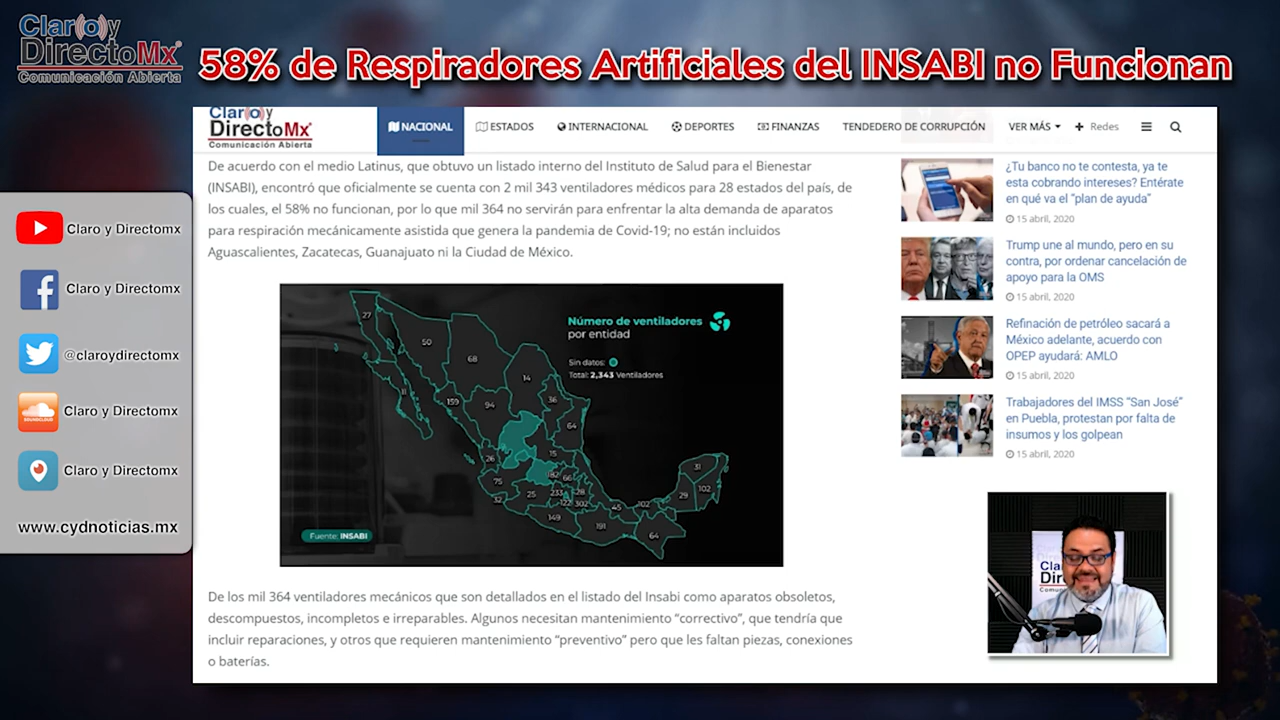 Claro y
DirectoMx
Comunicación Abierta
58% de Respiradores Artificiales del INSABI no Funcionan
Claro y
DirectoMx
Comunicación Abierta
NACIONAL
ESTADOS
INTERNACIONAL
DEPORTES
FINANZAS
TENDEDERO DE CORRUPCIÓN
VER MÁS
Redes
De acuerdo con el medio Latinus, que obtuvo un listado interno del Instituto de Salud para el Bienestar
(INSABI), encontró que oficialmente se cuenta con 2 mil 343 ventiladores médicos para 28 estados del país, de
los cuales, el 58% no funcionan, por lo que mil 364 no servirán para enfrentar la alta demanda de aparatos
para respiración mecánicamente asistida que genera la pandemia de Covid-19; no están incluidos
Aguascalientes, Zacatecas, Guanajuato ni la Ciudad de México.
Número de ventiladores
por entidad
Sin datos:
Total: 2,343 Ventiladores
27
50
68
11
14
159
94
36
64
26
15
182
66
75
32
25
233
128
122
302
149
191
45
102
64
29
31
102
Fuente: INSABI
De los mil 364 ventiladores mecánicos que son detallados en el listado del Insabi como aparatos obsoletos,
descompuestos, incompletos e irreparables. Algunos necesitan mantenimiento “correctivo”, que tendría que
incluir reparaciones, y otros que requieren mantenimiento “preventivo” pero que les faltan piezas, conexiones
o baterías.
¿Tu banco no te contesta, ya te
esta cobrando intereses? Entérate
en qué va el “plan de ayuda”
15 abril, 2020
Trump une al mundo, pero en su
contra, por ordenar cancelación de
apoyo para la OMS
15 abril, 2020
Refinación de petróleo sacará a
México adelante, acuerdo con
OPEP ayudará: AMLO
15 abril, 2020
Trabajadores del IMSS “San José”
en Puebla, protestan por falta de
insumos y los golpean
15 abril, 2020
Claro y Directomx
Claro y Directomx
@claroydirectomx
SOUNDCLOUD
Claro y Directomx
Claro y Directomx
www.cydnoticias.mx